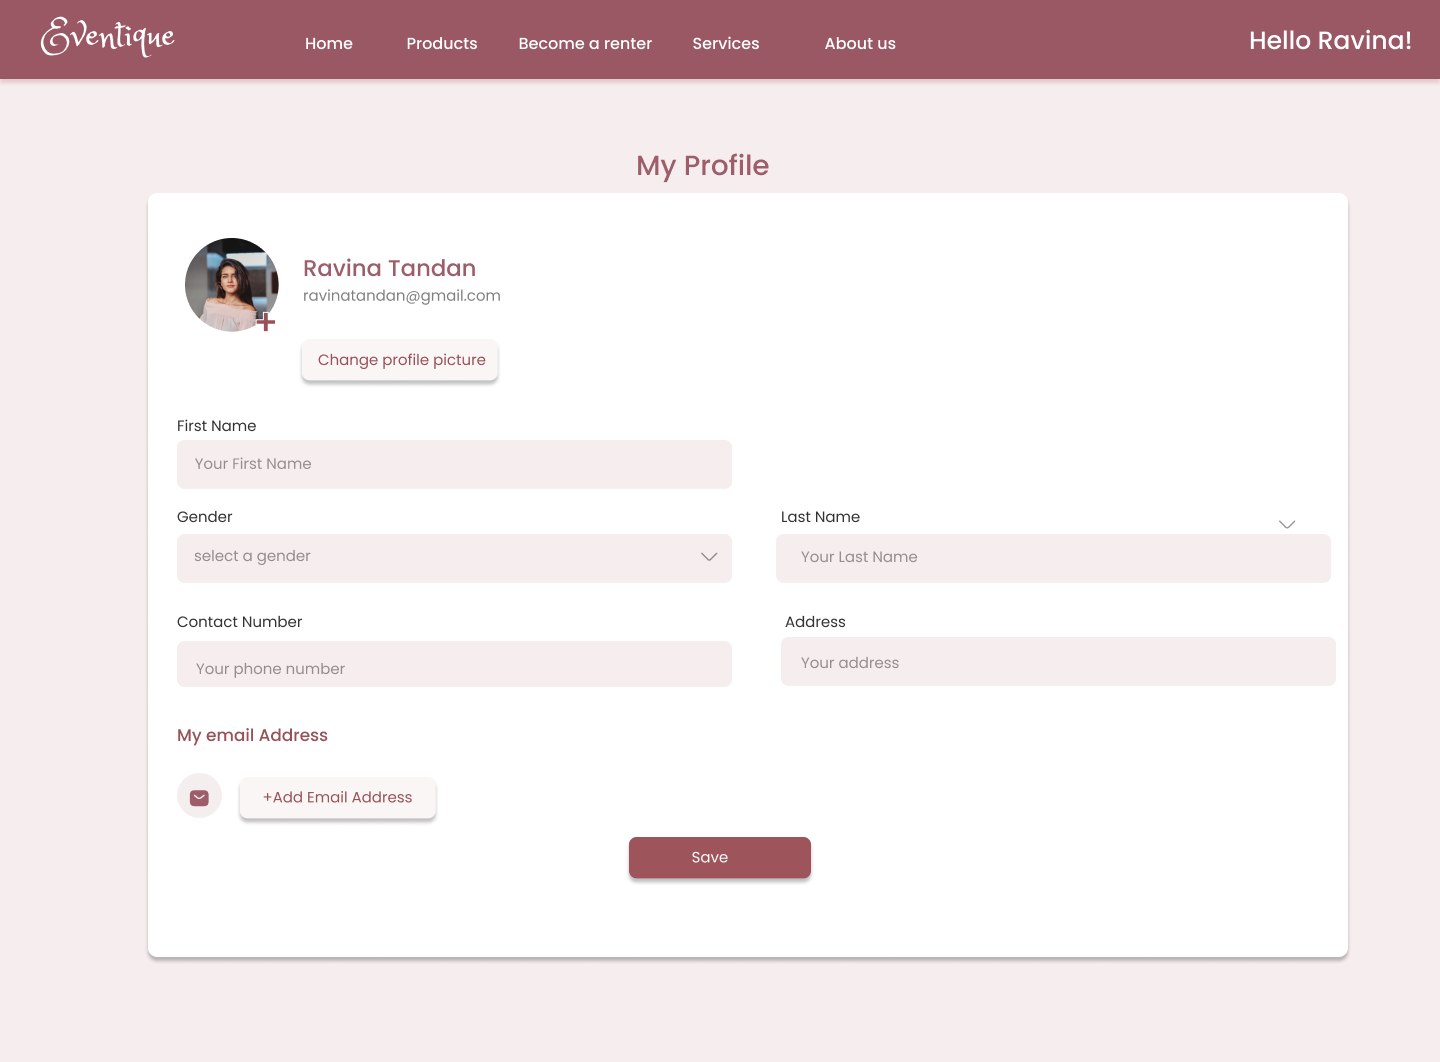 Eventique
Home Products Become a renter Services About us
Hello Ravina!
My Profile
Ravina Tandan
ravinatandan@gmail.com
Change profile picture
First Name
Your First Name
Gender
select a gender
Last Name
Your Last Name
Contact Number
Your phone number
Address
Your address
My email Address
+Add Email Address
Save